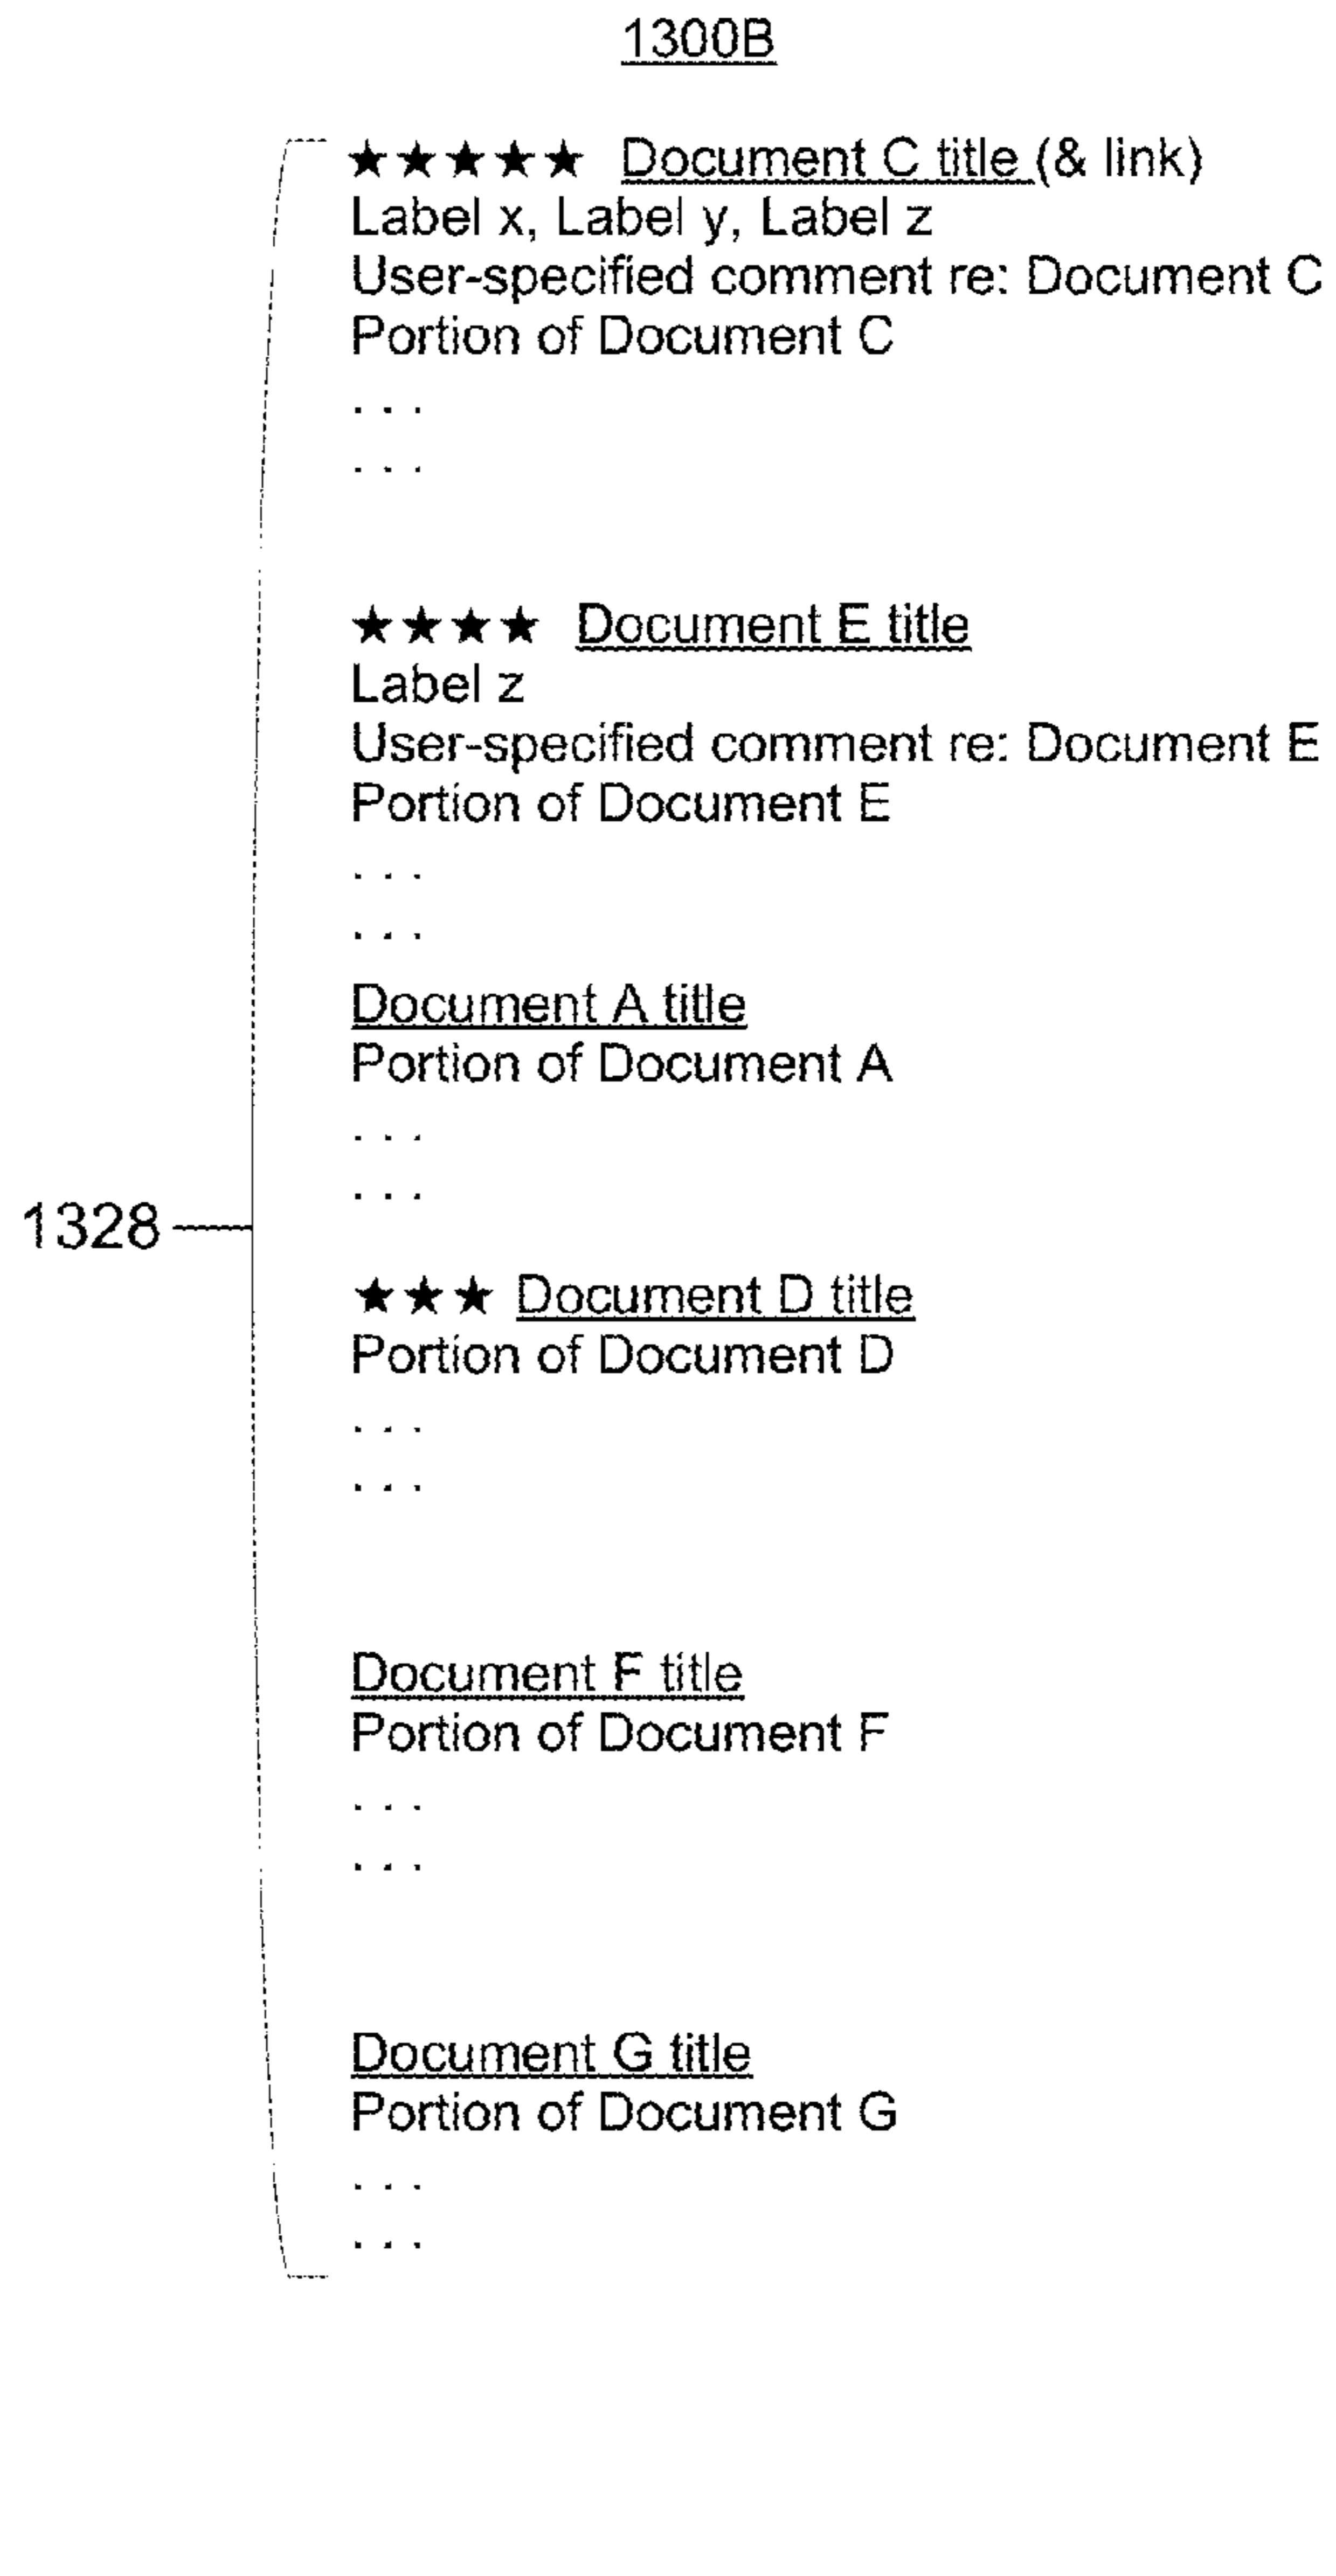 1300B
★★★★★ Document C title (& link)
Label x, Label y, Label z
User-specified comment re: Document C
Portion of Document C
. . .
. . .
★★★★ Document E title
Label z
User-specified comment re: Document E
Portion of Document E
. . .
. . .
Document A title
Portion of Document A
. . .
. . .
1328
★★★ Document D title
Portion of Document D
. . .
. . .
Document F title
Portion of Document F
. . .
. . .
Document G title
Portion of Document G
. . .
. . .